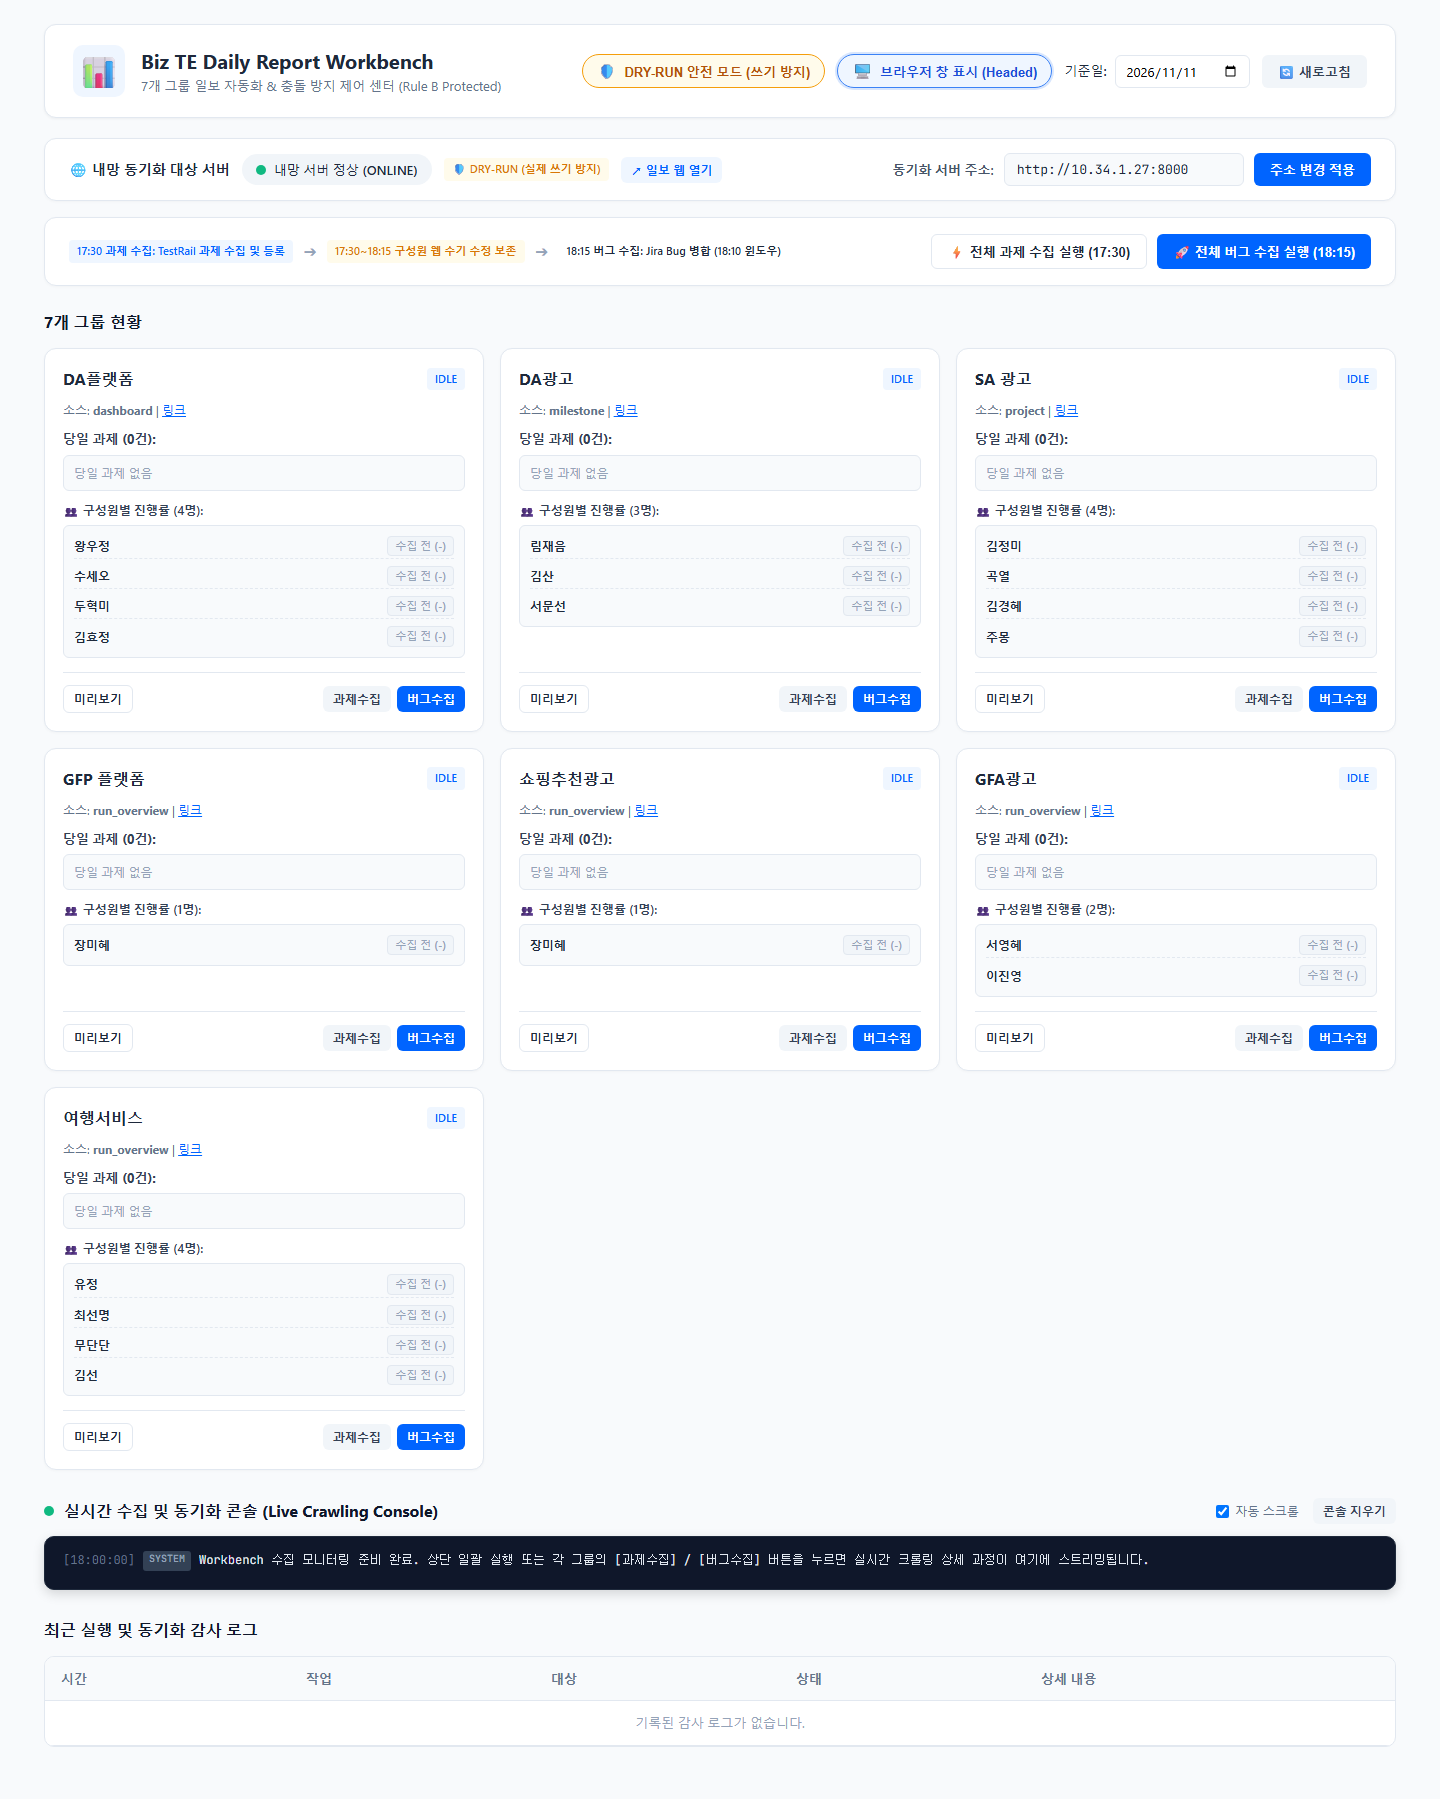 Biz TE Daily Report Workbench
7개 그룹 일보 자동화 & 충돌 방지 제어 센터 (Rule B Protected)
DRY-RUN 안전 모드 (쓰기 방지)
브라우저 창 표시 (Headed)
기준일: 2026/11/11
새로고침
내망 동기화 대상 서버
내망 서버 정상 (ONLINE)
DRY-RUN (실제 쓰기 방지)
↗ 일보 웹 열기
동기화 서버 주소: http://10.34.1.27:8000
주소 변경 적용
17:30 과제 수집: TestRail 과제 수집 및 등록 → 17:30~18:15 구성원 웹 수기 수정 보존 → 18:15 버그 수집: Jira Bug 병합 (18:10 윈도우)
전체 과제 수집 실행 (17:30)
전체 버그 수집 실행 (18:15)
7개 그룹 현황
DA플랫폼 IDLE
소스: dashboard | 링크
당일 과제 (0건):
당일 과제 없음
구성원별 진행률 (4명):
왕우정 수집 전 (-)
수세오 수집 전 (-)
두혁미 수집 전 (-)
김효정 수집 전 (-)
미리보기 과제수집 버그수집
DA광고 IDLE
소스: milestone | 링크
당일 과제 (0건):
당일 과제 없음
구성원별 진행률 (3명):
림재음 수집 전 (-)
김산 수집 전 (-)
서문선 수집 전 (-)
미리보기 과제수집 버그수집
SA 광고 IDLE
소스: project | 링크
당일 과제 (0건):
당일 과제 없음
구성원별 진행률 (4명):
김정미 수집 전 (-)
곡열 수집 전 (-)
김경혜 수집 전 (-)
주몽 수집 전 (-)
미리보기 과제수집 버그수집
GFP 플랫폼 IDLE
소스: run_overview | 링크
당일 과제 (0건):
당일 과제 없음
구성원별 진행률 (1명):
장미혜 수집 전 (-)
미리보기 과제수집 버그수집
쇼핑추천광고 IDLE
소스: run_overview | 링크
당일 과제 (0건):
당일 과제 없음
구성원별 진행률 (1명):
장미혜 수집 전 (-)
미리보기 과제수집 버그수집
GFA광고 IDLE
소스: run_overview | 링크
당일 과제 (0건):
당일 과제 없음
구성원별 진행률 (2명):
서영혜 수집 전 (-)
이진영 수집 전 (-)
미리보기 과제수집 버그수집
여행서비스 IDLE
소스: run_overview | 링크
당일 과제 (0건):
당일 과제 없음
구성원별 진행률 (4명):
유정 수집 전 (-)
최선명 수집 전 (-)
무단단 수집 전 (-)
김선 수집 전 (-)
미리보기 과제수집 버그수집
실시간 수집 및 동기화 콘솔 (Live Crawling Console)
자동 스크롤
콘솔 지우기
[18:00:00] SYSTEM Workbench 수집 모니터링 준비 완료. 상단 일괄 실행 또는 각 그룹의 [과제수집] / [버그수집] 버튼을 누르면 실시간 크롤링 상세 과정이 여기에 스트리밍됩니다.
최근 실행 및 동기화 감사 로그
시간 작업 대상 상태 상세 내용
기록된 감사 로그가 없습니다.